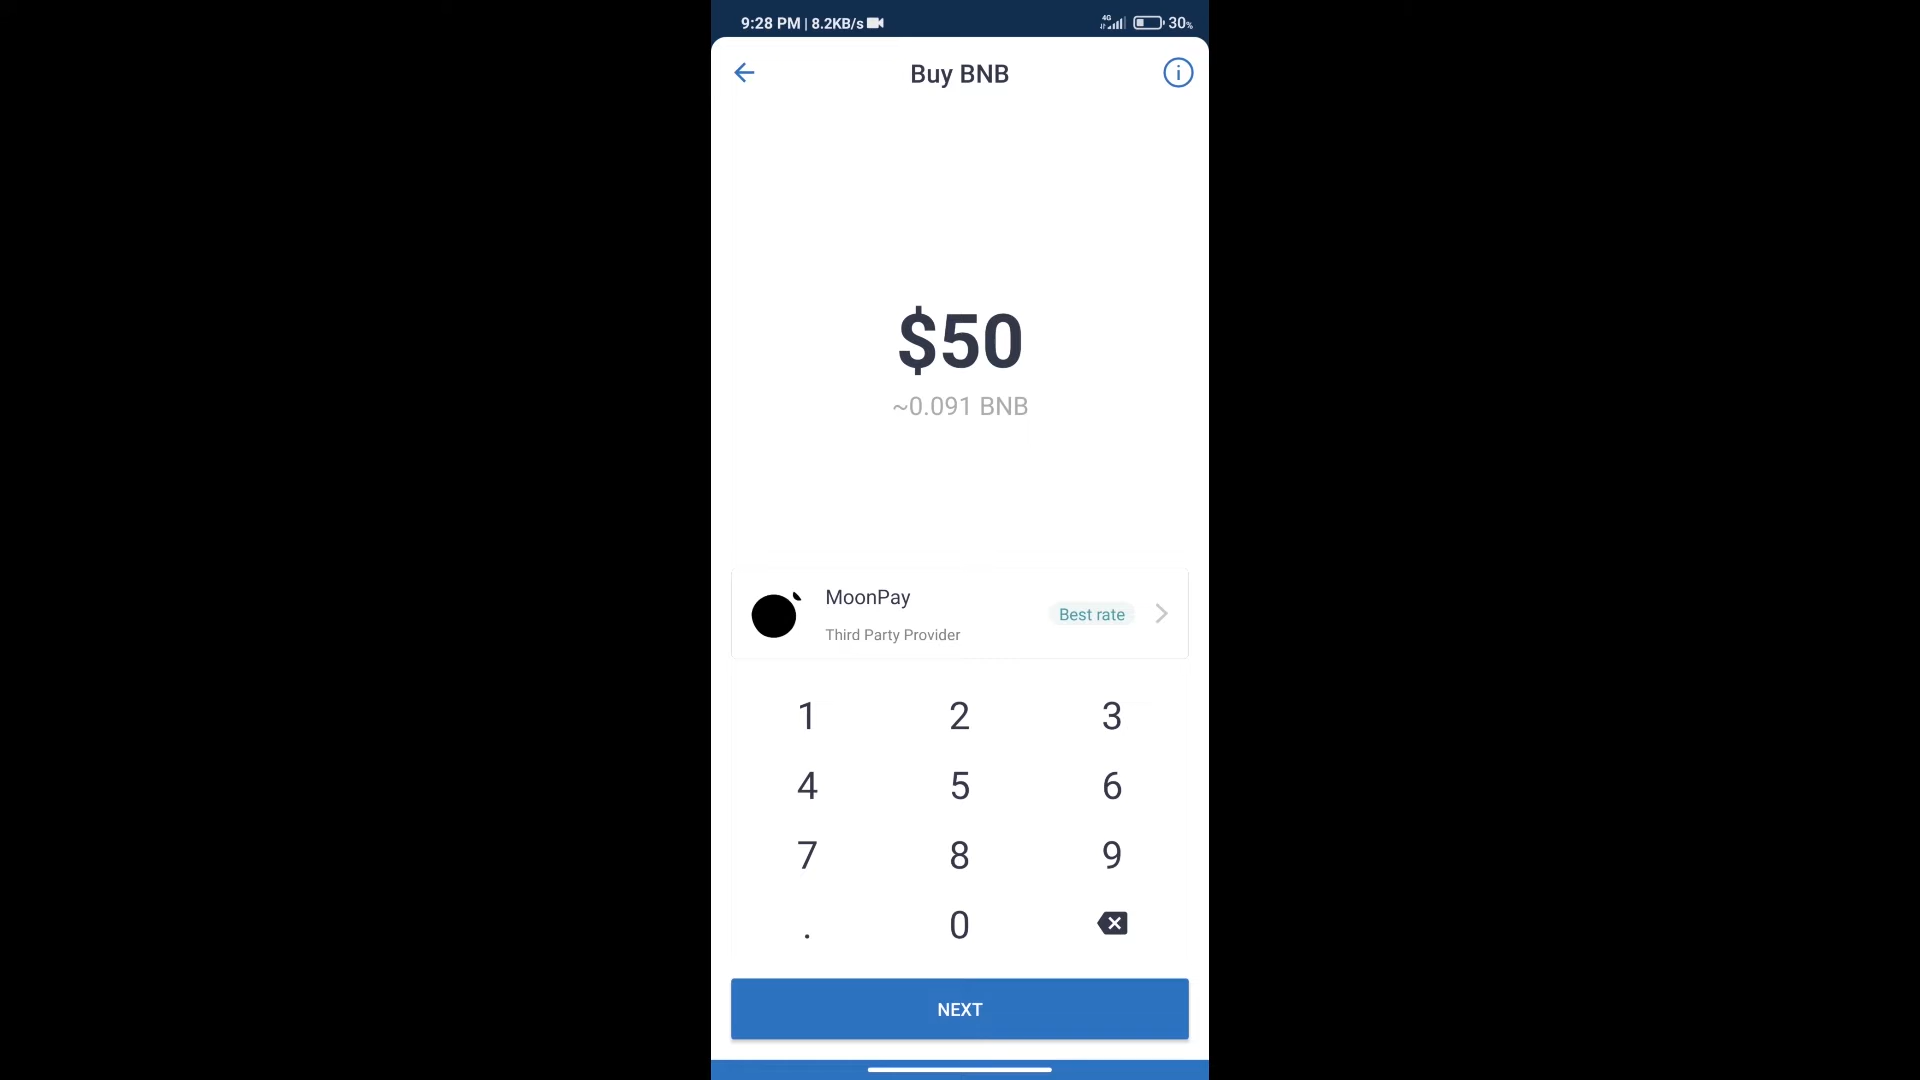 9:28 PM | 8.2KB/s 4G 30%
Buy BNB
$50
~0.091 BNB
MoonPay
Third Party Provider
Best rate
1 2 3
4 5 6
7 8 9
. 0
NEXT